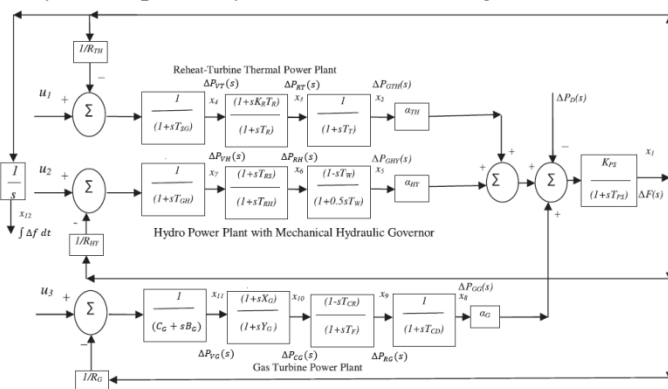 1/R_TH
Reheat-Turbine Thermal Power Plant
u_1 + − Σ
ΔP_VT(s) ΔP_RT(s) ΔP_GTH(s)
1/(1+sT_SG) x_4 (1+sK_RT_R)/(1+sT_R) x_3 1/(1+sT_T) x_2 α_TH
ΔP_D(s)
1/s
u_2 + - Σ
ΔP_VH(s) ΔP_RH(s) ΔP_GHY(s)
1/(1+sT_GH) x_7 (1+sT_RS)/(1+sT_RH) x_6 (1-sT_W)/(1+0.5sT_W) x_5 α_HY
+ + Σ + − + Σ
K_PS/(1+sT_PS) x_1
ΔF(s)
x_12
∫Δf dt
1/R_HY
Hydro Power Plant with Mechanical Hydraulic Governor
u_3 + − Σ
ΔP_GG(s)
1/(C_G + sB_G) x_11 (1+sX_G)/(1+sY_G) x_10 (1-sT_CR)/(1+sT_F) x_9 1/(1+sT_CD) x_8 α_G
ΔP_VG(s) ΔP_CG(s) ΔP_RG(s)
Gas Turbine Power Plant
1/R_G